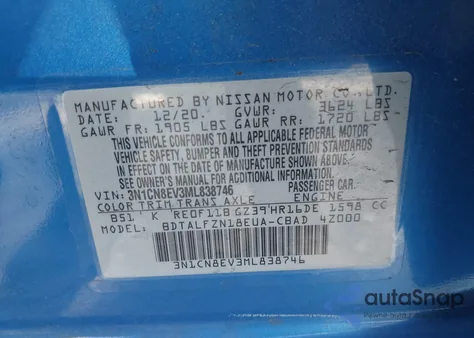 MANUFACTURED BY NISSAN MOTOR CO., LTD.
DATE: 12/20. GVWR: 3624 LBS
GAWR FR: 1905 LBS GAWR RR: 1720 LBS
THIS VEHICLE CONFORMS TO ALL APPLICABLE FEDERAL MOTOR
VEHICLE SAFETY, BUMPER AND THEFT PREVENTION STANDARDS
IN EFFECT ON THE DATE OF MANUFACTURE SHOWN ABOVE.
SEE OWNER'S MANUAL FOR ADDITIONAL INFORMATION.
VIN: 3N1CN8EV3ML838746 PASSENGER CAR.
COLOR TRIM TRANS AXLE ENGINE
B51 K RE0F11B GZ39 HR16DE 1598 CC
MODEL: BDTALFZN18EUA-CBAD 4Z000
3N1CN8EV3ML838746
autoSnap